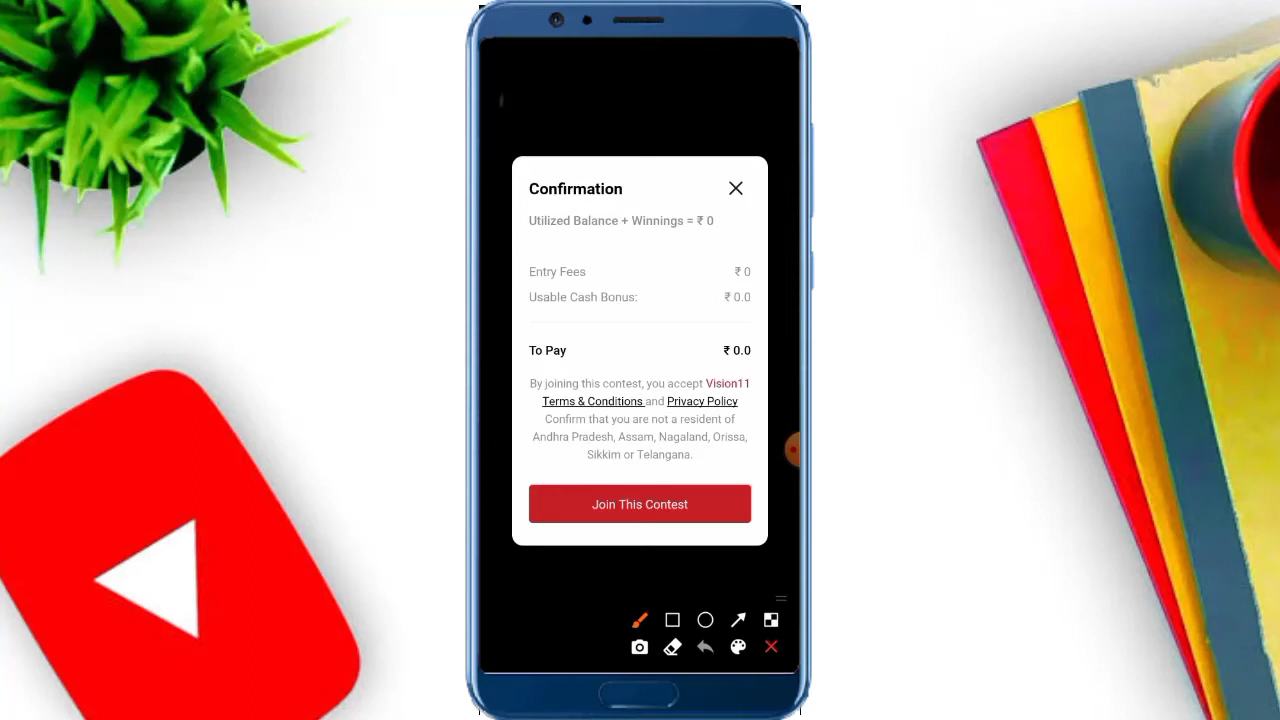 Confirmation
Utilized Balance + Winnings = ₹ 0
Entry Fees ₹ 0
Usable Cash Bonus: ₹ 0.0
To Pay ₹ 0.0
By joining this contest, you accept Vision11
Terms & Conditions and Privacy Policy
Confirm that you are not a resident of
Andhra Pradesh, Assam, Nagaland, Orissa,
Sikkim or Telangana.
Join This Contest